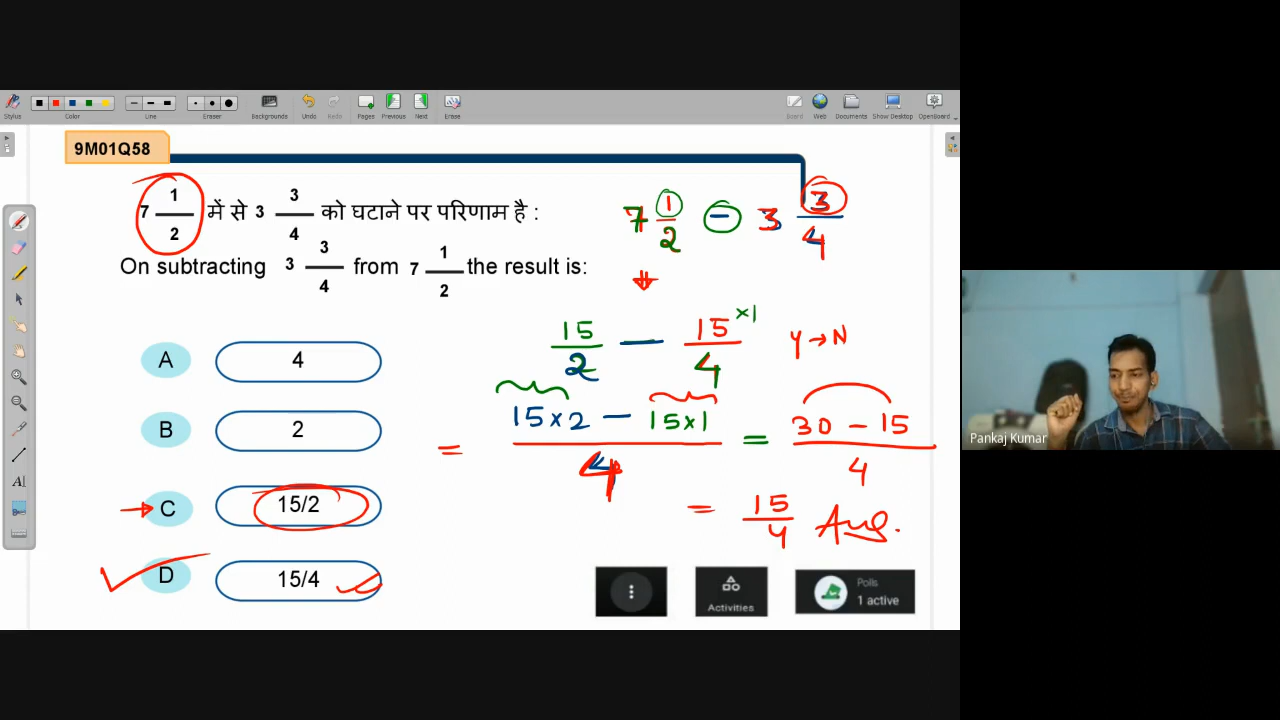 Stylus Color Line Eraser Backgrounds Undo Redo Pages Previous Next Erase Board Web Documents Show Desktop OpenBoard
9M01Q58
7 1/2 में से 3 3/4 को घटाने पर परिणाम है :
7 1/2 − 3 3/4
On subtracting 3 3/4 from 7 1/2 the result is:
15/2 − 15/4 ×1
Y → N
A 4
15×2 − 15×1 / 4 = 30 − 15 / 4
B 2
= 15/4 Ans.
C 15/2
D 15/4
Activities
Polls
1 active
Pankaj Kumar